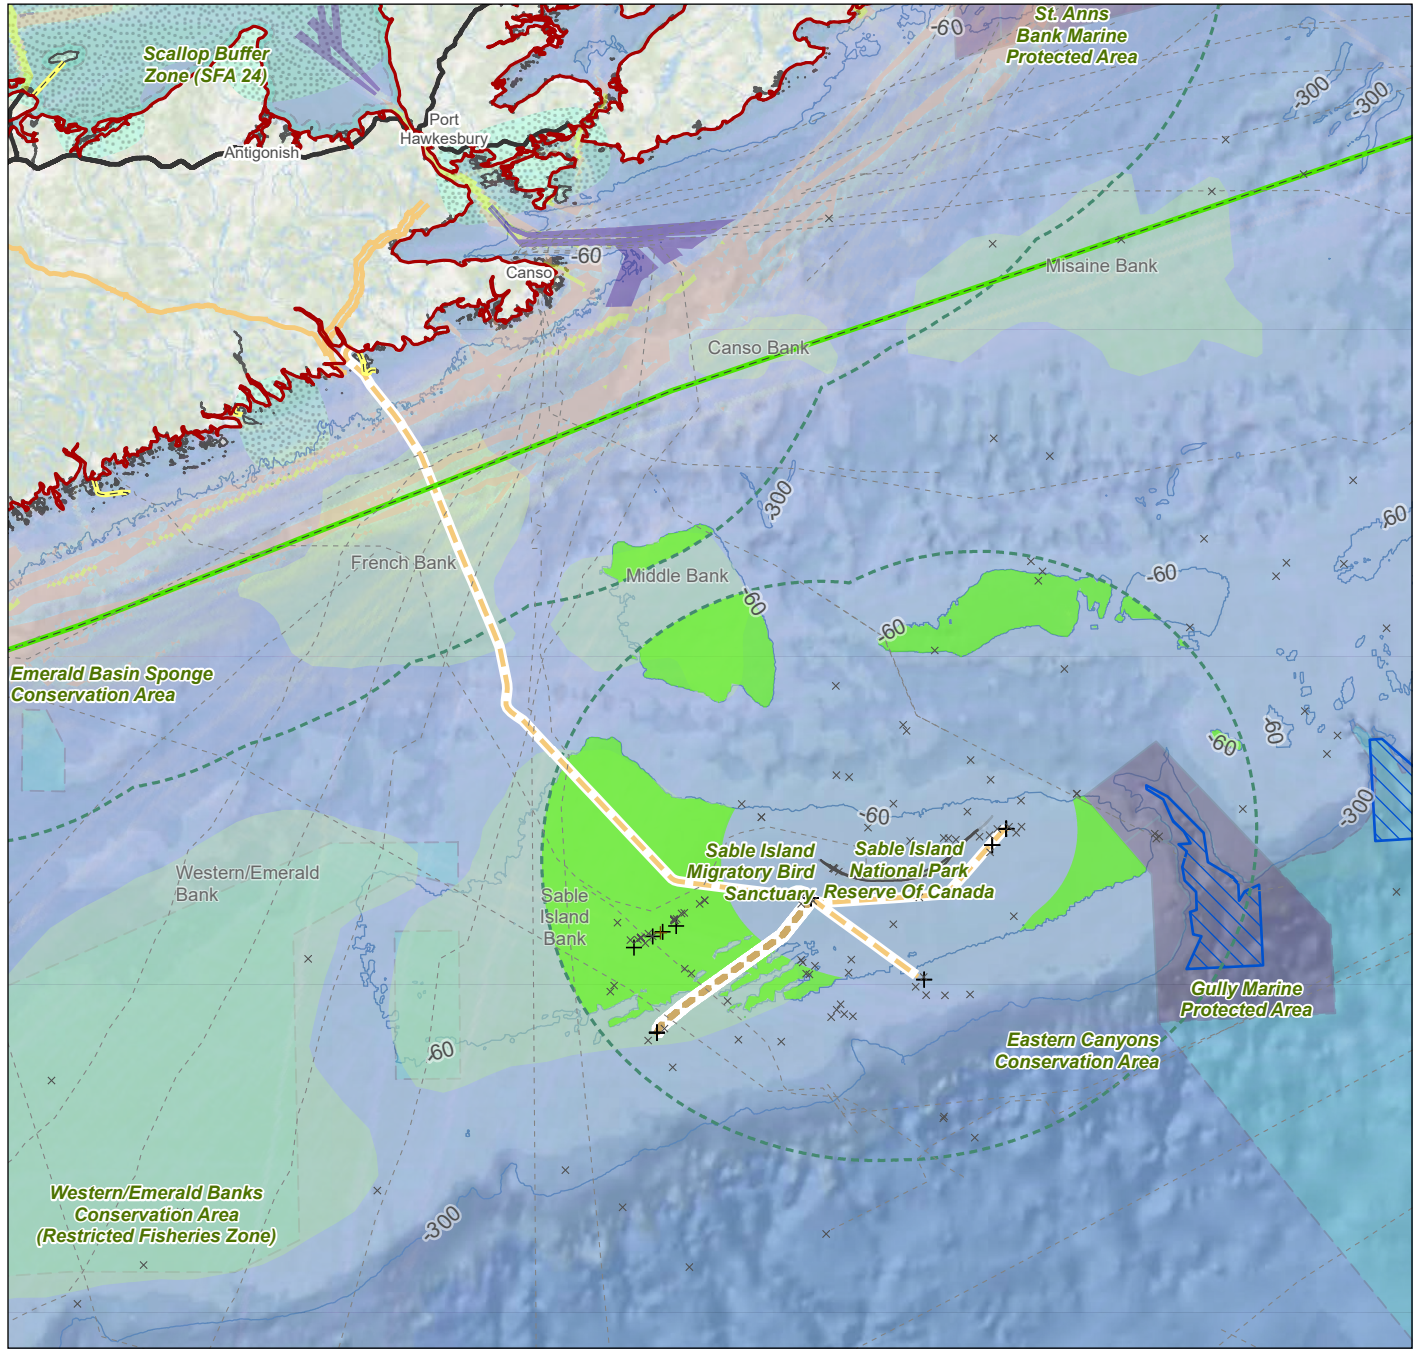 St. Anns
Bank Marine
Protected Area
-60
Scallop Buffer
Zone (SFA 24)
-300
-300
Port
Hawkesbury
Antigonish
-60
Canso
Misaine Bank
Canso Bank
-300
-60
French Bank
Middle Bank
-60
-60
-60
Emerald Basin Sponge
Conservation Area
-60
-60
-300
-60
Sable Island
Migratory Bird
Sanctuary
Sable Island
National Park
Reserve Of Canada
Western/Emerald
Bank
Sable
Island
Bank
Gully Marine
Protected Area
Eastern Canyons
Conservation Area
-60
Western/Emerald Banks
Conservation Area
(Restricted Fisheries Zone)
-300